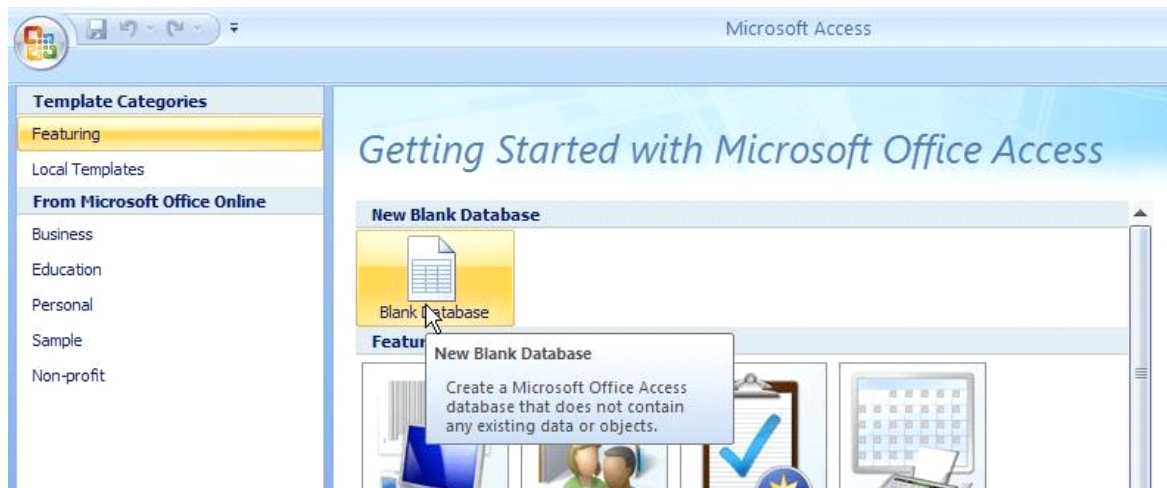 Microsoft Access
Template Categories
Featuring
Local Templates
From Microsoft Office Online
Business
Education
Personal
Sample
Non-profit
Getting Started with Microsoft Office Access
New Blank Database
Blank Database
New Blank Database
Create a Microsoft Office Access
database that does not contain
any existing data or objects.